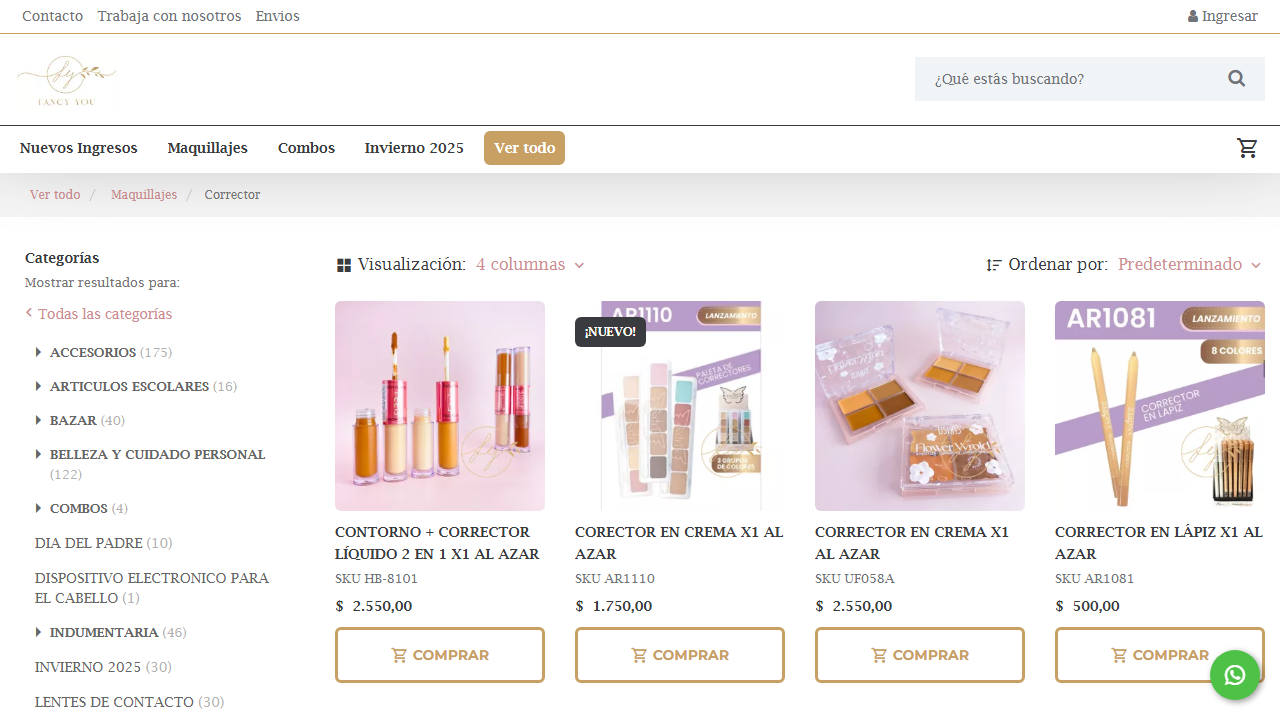 Contacto Trabaja con nosotros Envios Ingresar
fy
FANCY YOU
¿Qué estás buscando?
Nuevos Ingresos Maquillajes Combos Invierno 2025 Ver todo
Ver todo / Maquillajes / Corrector
Categorías
Mostrar resultados para:
Todas las categorías
ACCESORIOS (175)
ARTICULOS ESCOLARES (16)
BAZAR (40)
BELLEZA Y CUIDADO PERSONAL
(122)
COMBOS (4)
DIA DEL PADRE (10)
DISPOSITIVO ELECTRONICO PARA
EL CABELLO (1)
INDUMENTARIA (46)
INVIERNO 2025 (30)
LENTES DE CONTACTO (30)
Visualización: 4 columnas
Ordenar por: Predeterminado
CONTORNO + CORRECTOR
LÍQUIDO 2 EN 1 X1 AL AZAR
SKU HB-8101
$ 2.550,00
COMPRAR
AR1110
LANZAMIENTO
¡NUEVO!
PALETA DE
CORRECTORES
3 GRUPOS
DE COLORES
CORECTOR EN CREMA X1 AL
AZAR
SKU AR1110
$ 1.750,00
COMPRAR
CORRECTOR EN CREMA X1
AL AZAR
SKU UF058A
$ 2.550,00
COMPRAR
AR1081
LANZAMIENTO
8 COLORES
CORRECTOR
EN LAPIZ
CORRECTOR EN LÁPIZ X1 AL
AZAR
SKU AR1081
$ 500,00
COMPRAR